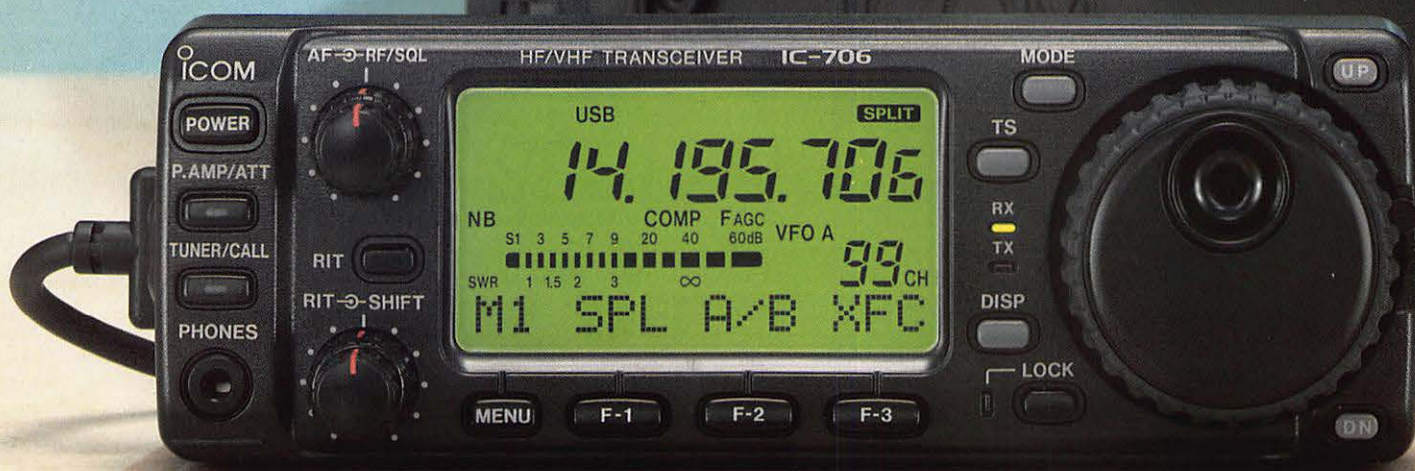 ICOM
POWER
P.AMP/ATT
TUNER/CALL
PHONES
AF RF/SQL
RIT
RIT SHIFT
HF/VHF TRANSCEIVER IC-706
USB SPLIT
14.195.706
NB COMP FAGC
S1 3 5 7 9 20 40 60dB VFO A
99 CH
SWR 1 1.5 2 3 ∞
M1 SPL A/B XFC
MENU F-1 F-2 F-3
MODE
TS
RX
TX
DISP
LOCK
UP
DN